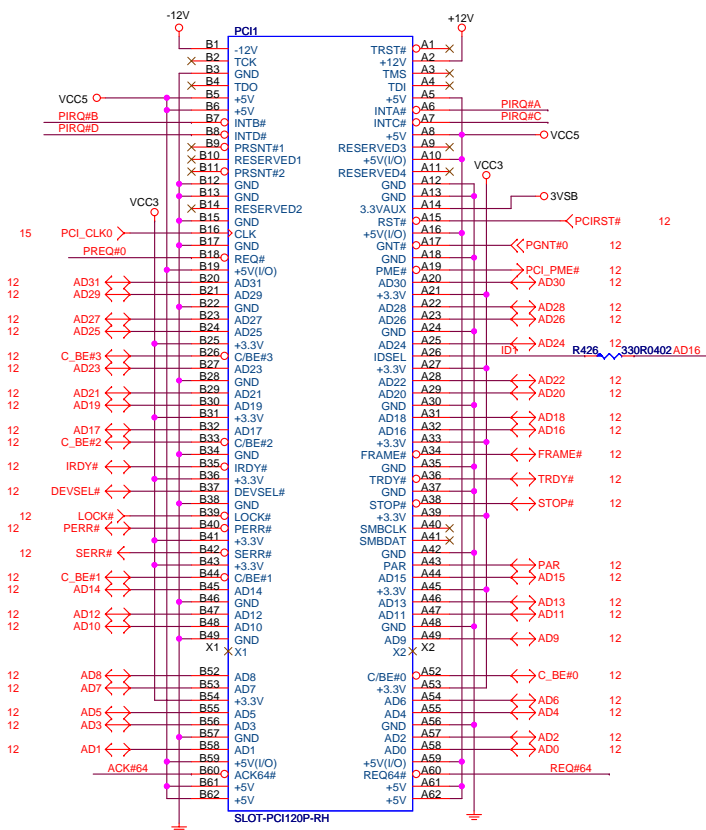 -12V +12V
PCI1
B1 -12V TRST# A1
B2 TCK +12V A2
B3 GND TMS A3
B4 TDO TDI A4
VCC5 B5 +5V +5V A5
B6 +5V INTA# A6 PIRQ#A
PIRQ#B B7 INTB# INTC# A7 PIRQ#C
PIRQ#D B8 INTD# +5V A8 VCC5
B9 PRSNT#1 RESERVED3 A9
B10 RESERVED1 +5V(I/O) A10
B11 PRSNT#2 RESERVED4 A11 VCC3
B12 GND GND A12
B13 GND GND A13
VCC3 B14 RESERVED2 3.3VAUX A14 3VSB
B15 GND RST# A15 PCIRST# 12
15 PCI_CLK0 B16 CLK +5V(I/O) A16
B17 GND GNT# A17 PGNT#0 12
PREQ#0 B18 REQ# GND A18
B19 +5V(I/O) PME# A19 PCI_PME# 12
12 AD31 B20 AD31 AD30 A20 AD30 12
12 AD29 B21 AD29 +3.3V A21
B22 GND AD28 A22 AD28 12
12 AD27 B23 AD27 AD26 A23 AD26 12
12 AD25 B24 AD25 GND A24
B25 +3.3V AD24 A25 AD24 12
12 C_BE#3 B26 C/BE#3 IDSEL A26 ID1 R426 330R0402 AD16
12 AD23 B27 AD23 +3.3V A27
B28 GND AD22 A28 AD22 12
12 AD21 B29 AD21 AD20 A29 AD20 12
12 AD19 B30 AD19 GND A30
B31 +3.3V AD18 A31 AD18 12
12 AD17 B32 AD17 AD16 A32 AD16 12
12 C_BE#2 B33 C/BE#2 +3.3V A33
B34 GND FRAME# A34 FRAME# 12
12 IRDY# B35 IRDY# GND A35
B36 +3.3V TRDY# A36 TRDY# 12
12 DEVSEL# B37 DEVSEL# GND A37
B38 GND STOP# A38 STOP# 12
12 LOCK# B39 LOCK# +3.3V A39
12 PERR# B40 PERR# SMBCLK A40
B41 +3.3V SMBDAT A41
12 SERR# B42 SERR# GND A42
B43 +3.3V PAR A43 PAR 12
12 C_BE#1 B44 C/BE#1 AD15 A44 AD15 12
12 AD14 B45 AD14 +3.3V A45
B46 GND AD13 A46 AD13 12
12 AD12 B47 AD12 AD11 A47 AD11 12
12 AD10 B48 AD10 GND A48
B49 GND AD9 A49 AD9 12
X1 X1 X2 X2
12 AD8 B52 AD8 C/BE#0 A52 C_BE#0 12
12 AD7 B53 AD7 +3.3V A53
B54 +3.3V AD6 A54 AD6 12
12 AD5 B55 AD5 AD4 A55 AD4 12
12 AD3 B56 AD3 GND A56
B57 GND AD2 A57 AD2 12
12 AD1 B58 AD1 AD0 A58 AD0 12
B59 +5V(I/O) +5V(I/O) A59
ACK#64 B60 ACK64# REQ64# A60 REQ#64
B61 +5V +5V A61
B62 +5V +5V A62
SLOT-PCI120P-RH